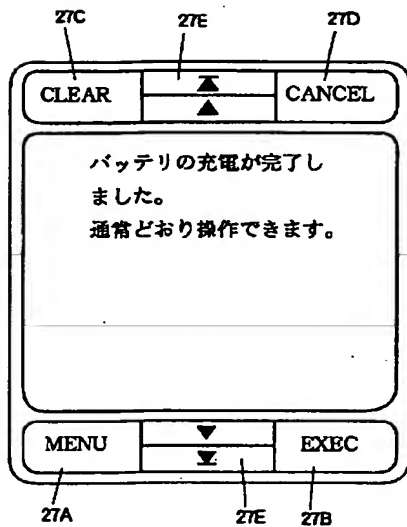 27C 27E 27D
CLEAR CANCEL
バッテリの充電が完了し
ました。
通常どおり操作できます。
MENU EXEC
27A 27E 27B